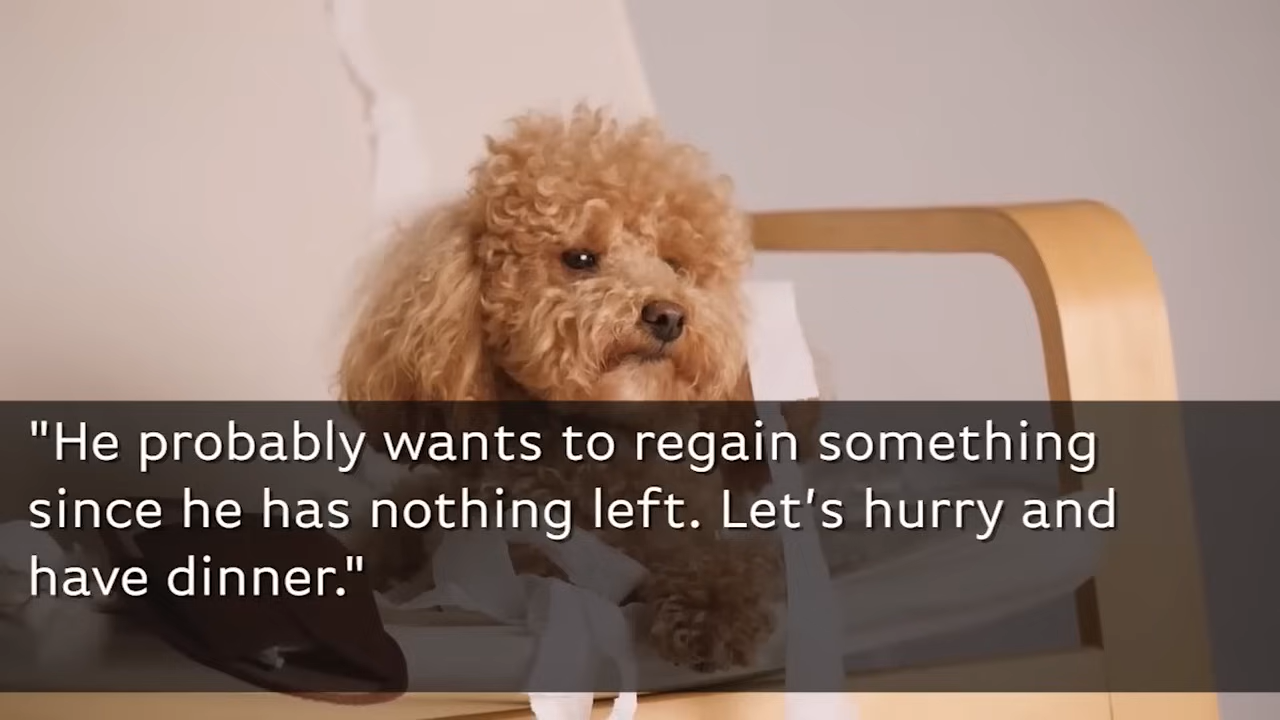 "He probably wants to regain something
since he has nothing left. Let's hurry and
have dinner."